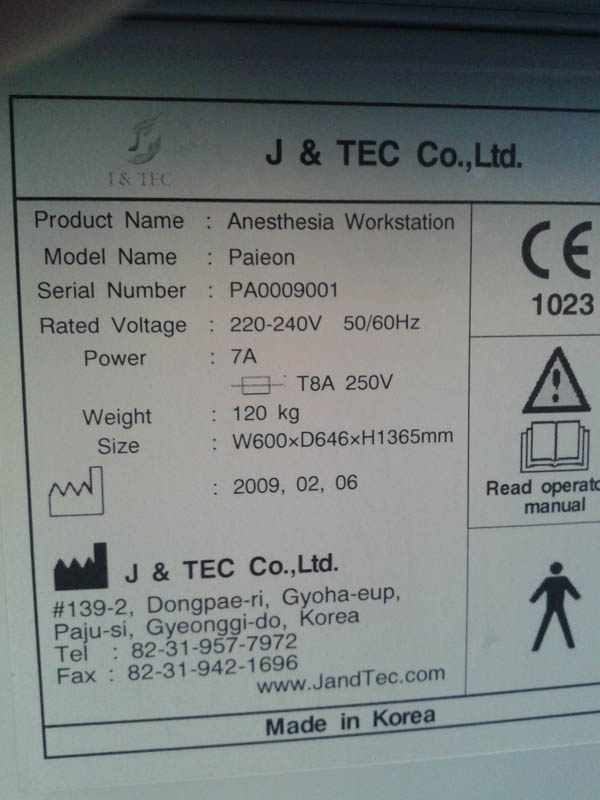 J & TEC
J & TEC Co.,Ltd.
Product Name : Anesthesia Workstation
Model Name : Paieon
Serial Number : PA0009001
Rated Voltage : 220-240V 50/60Hz
Power : 7A
T8A 250V
Weight : 120 kg
Size : W600×D646×H1365mm
: 2009, 02, 06
CE
1023
Read operato
manual
J & TEC Co.,Ltd.
#139-2, Dongpae-ri, Gyoha-eup,
Paju-si, Gyeonggi-do, Korea
Tel : 82-31-957-7972
Fax : 82-31-942-1696
www.JandTec.com
Made in Korea